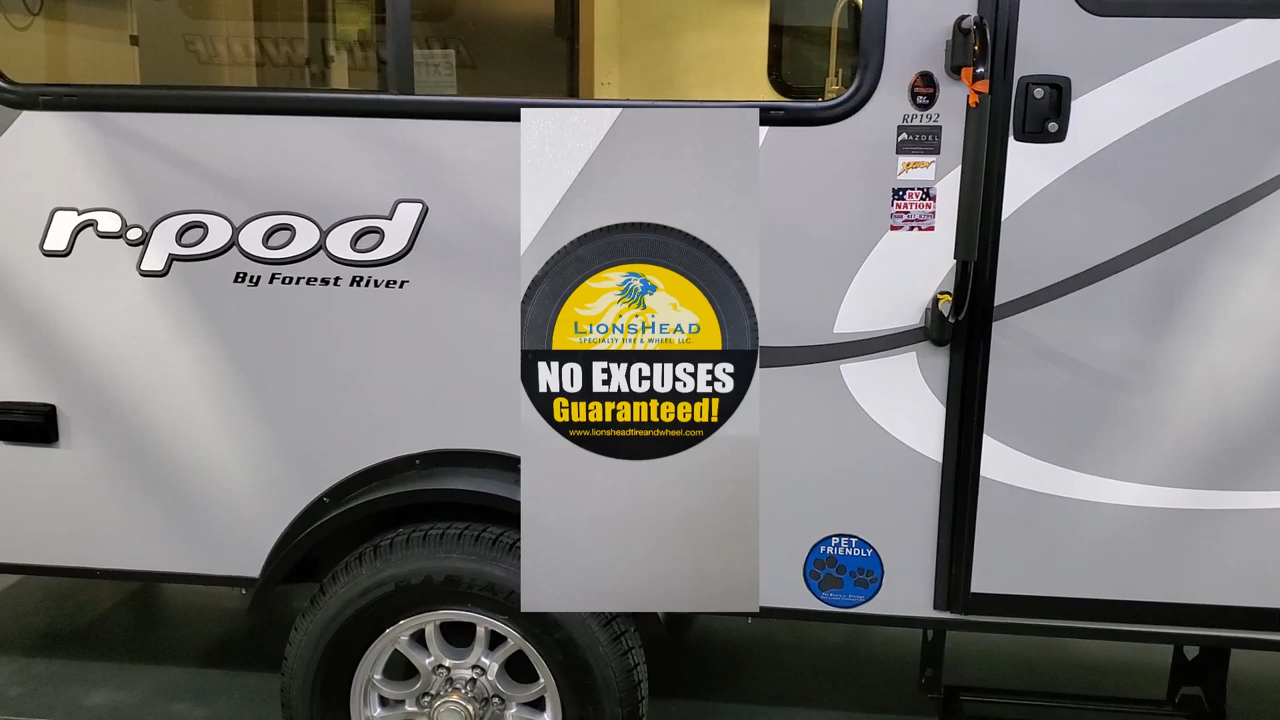 r·pod
By Forest River
LIONSHEAD
SPECIALTY TIRE & WHEEL, LLC.
NO EXCUSES
Guaranteed!
www.lionsheadtireandwheel.com
RP192
AZDEL
RV
NATION
PET
FRIENDLY
RADIAL